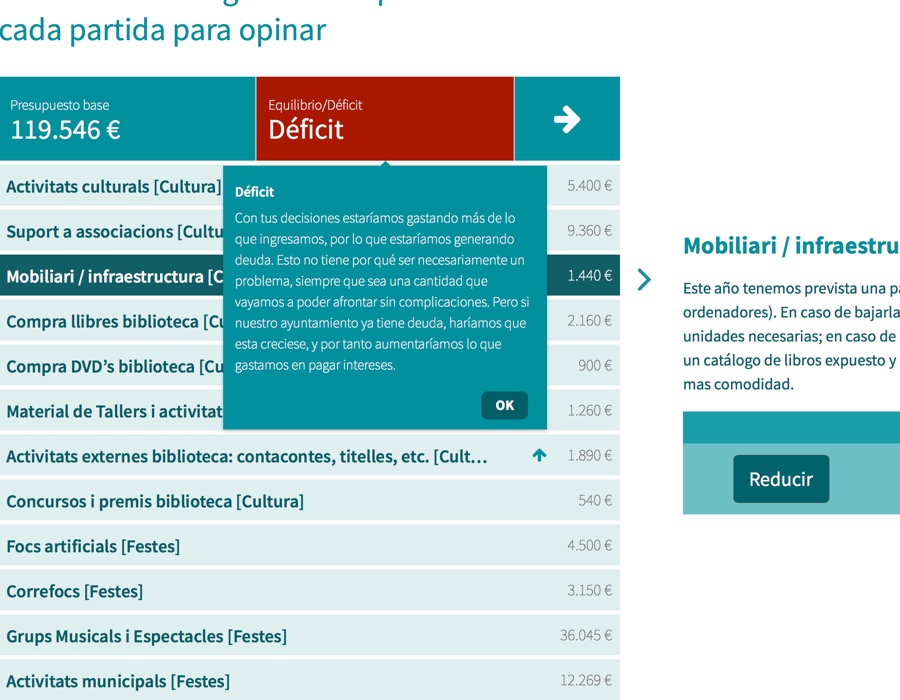 cada partida para opinar
Presupuesto base
119.546 €
Equilibrio/Déficit
Déficit
Activitats culturals [Cultura]
5.400 €
Suport a associacions [Cultu
9.360 €
Mobiliari / infraestructura [C
1.440 €
Compra llibres biblioteca [Cu
2.160 €
Compra DVD’s biblioteca [Cu
900 €
Material de Tallers i activitat
1.260 €
Activitats externes biblioteca: contacontes, titelles, etc. [Cult…
1.890 €
Concursos i premis biblioteca [Cultura]
540 €
Focs artificials [Festes]
4.500 €
Correfocs [Festes]
3.150 €
Grups Musicals i Espectacles [Festes]
36.045 €
Activitats municipals [Festes]
12.269 €
Déficit
Con tus decisiones estaríamos gastando más de lo
que ingresamos, por lo que estaríamos generando
deuda. Esto no tiene por qué ser necesariamente un
problema, siempre que sea una cantidad que
vayamos a poder afrontar sin complicaciones. Pero si
nuestro ayuntamiento ya tiene deuda, haríamos que
esta creciese, y por tanto aumentaríamos lo que
gastamos en pagar intereses.
OK
Mobiliari / infraestru
Este año tenemos prevista una pa
ordenadores). En caso de bajarla
unidades necesarias; en caso de
un catálogo de libros expuesto y
mas comodidad.
Reducir